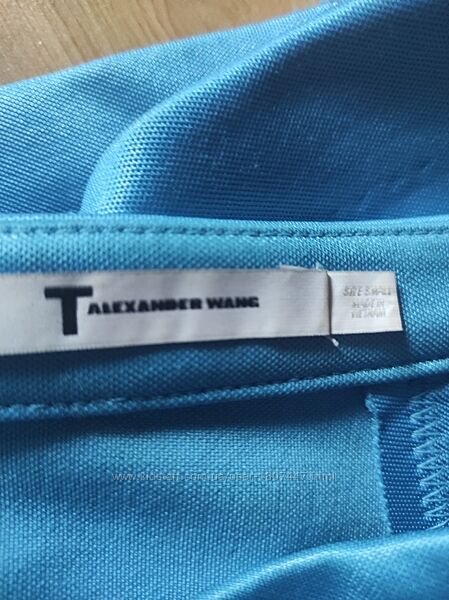 T ALEXANDER WANG
SIZE SMALL
MADE IN
VIETNAM